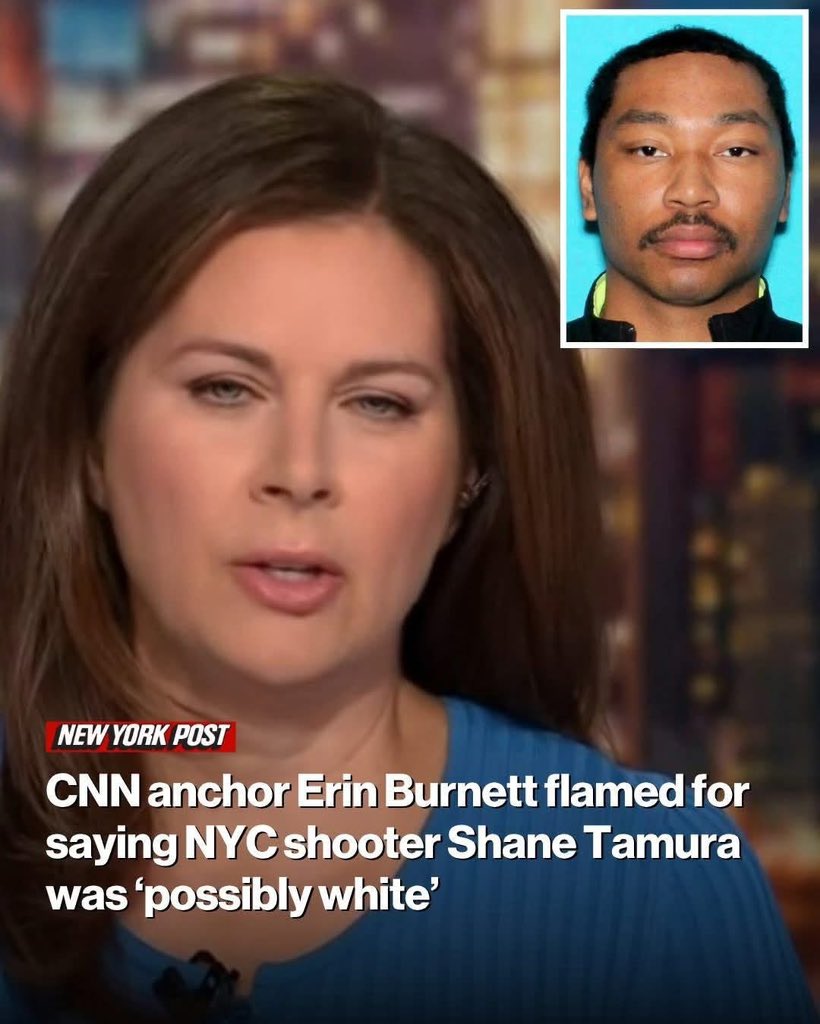 NEW YORK POST
CNN anchor Erin Burnett flamed for
saying NYC shooter Shane Tamura
was ‘possibly white’